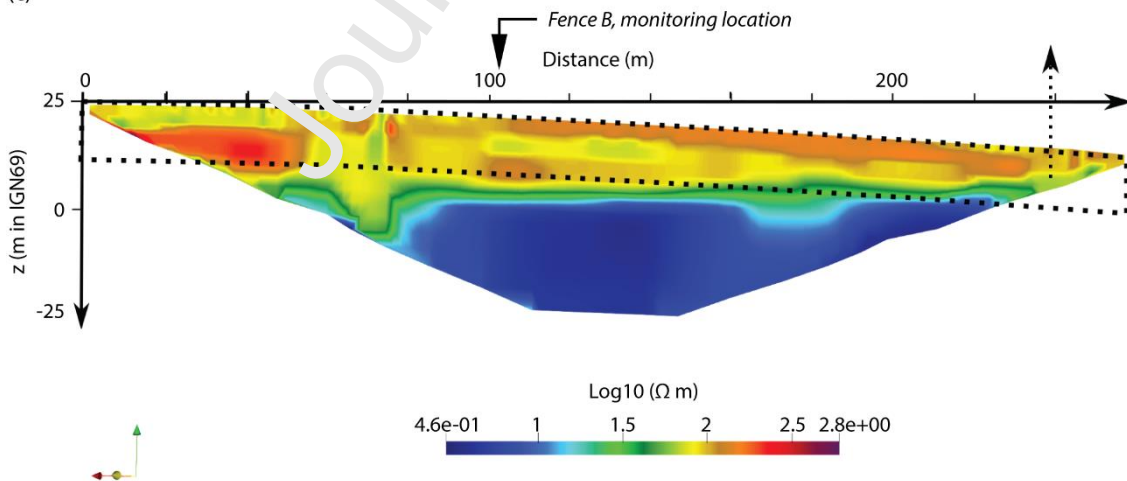 Fence B, monitoring location
Distance (m)
0 100 200
25
0
-25
z (m in IGN69)
Log10 (Ω m)
4.6e-01 1 1.5 2 2.5 2.8e+00
Jour